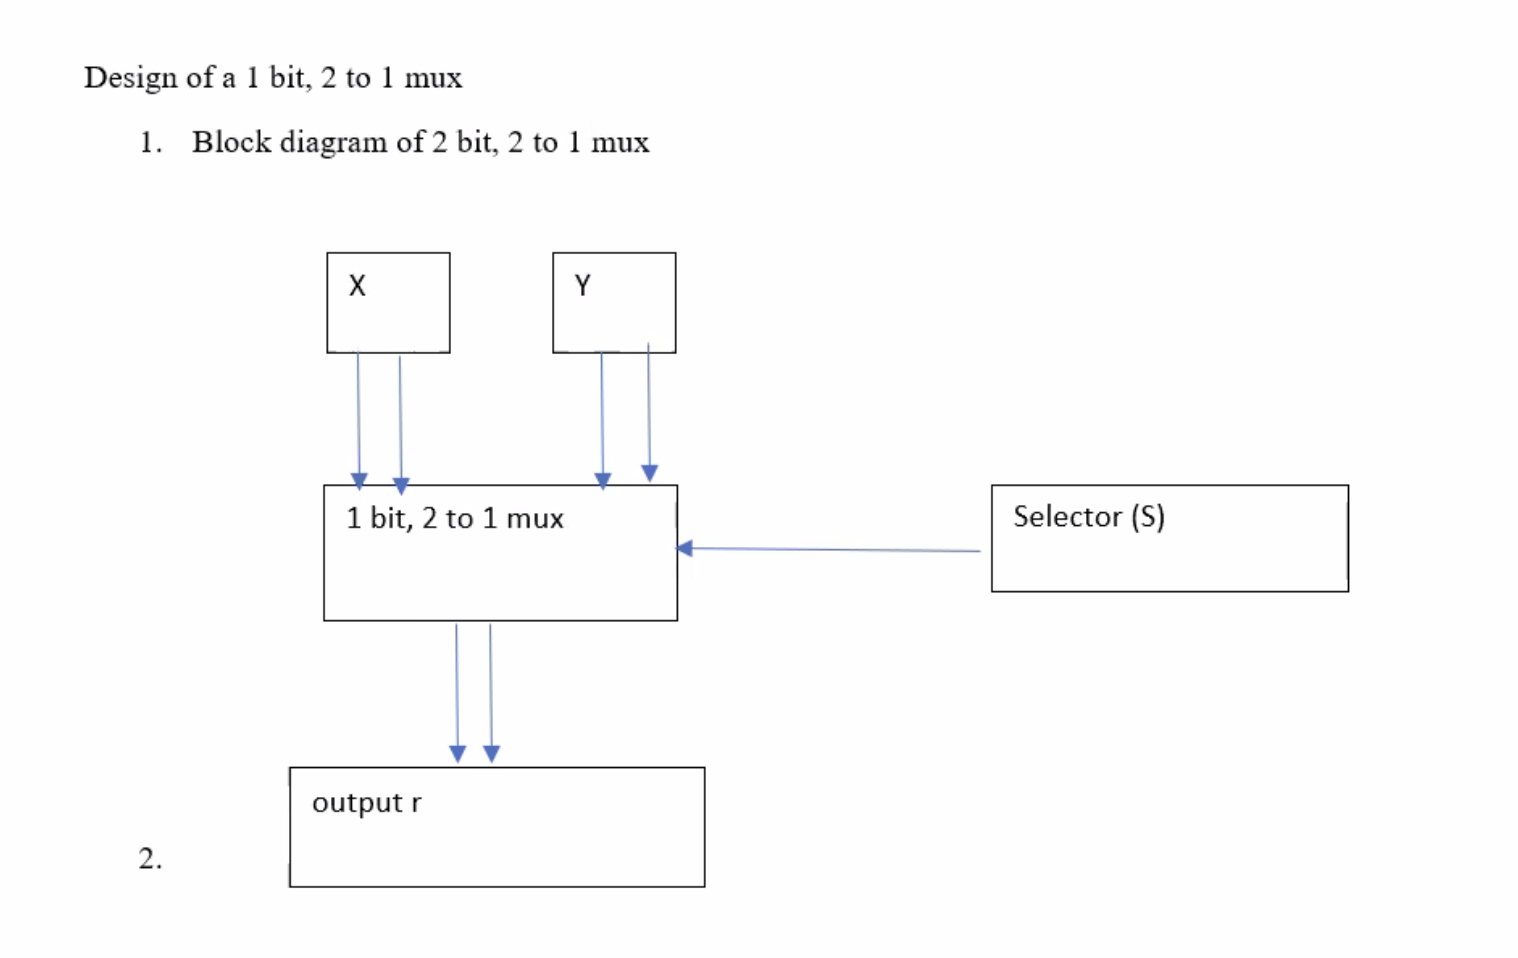 Design of a 1 bit, 2 to 1 mux
1. Block diagram of 2 bit, 2 to 1 mux
X
Y
1 bit, 2 to 1 mux
Selector (S)
output r
2.